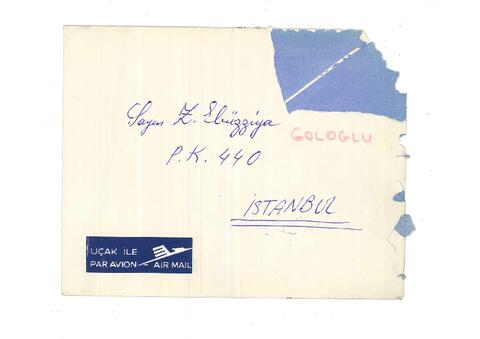 GOLOGLU
Sayın Z. Ebüzziya
P.K. 440
İSTANBUL
UÇAK İLE
PAR AVION AIR MAIL